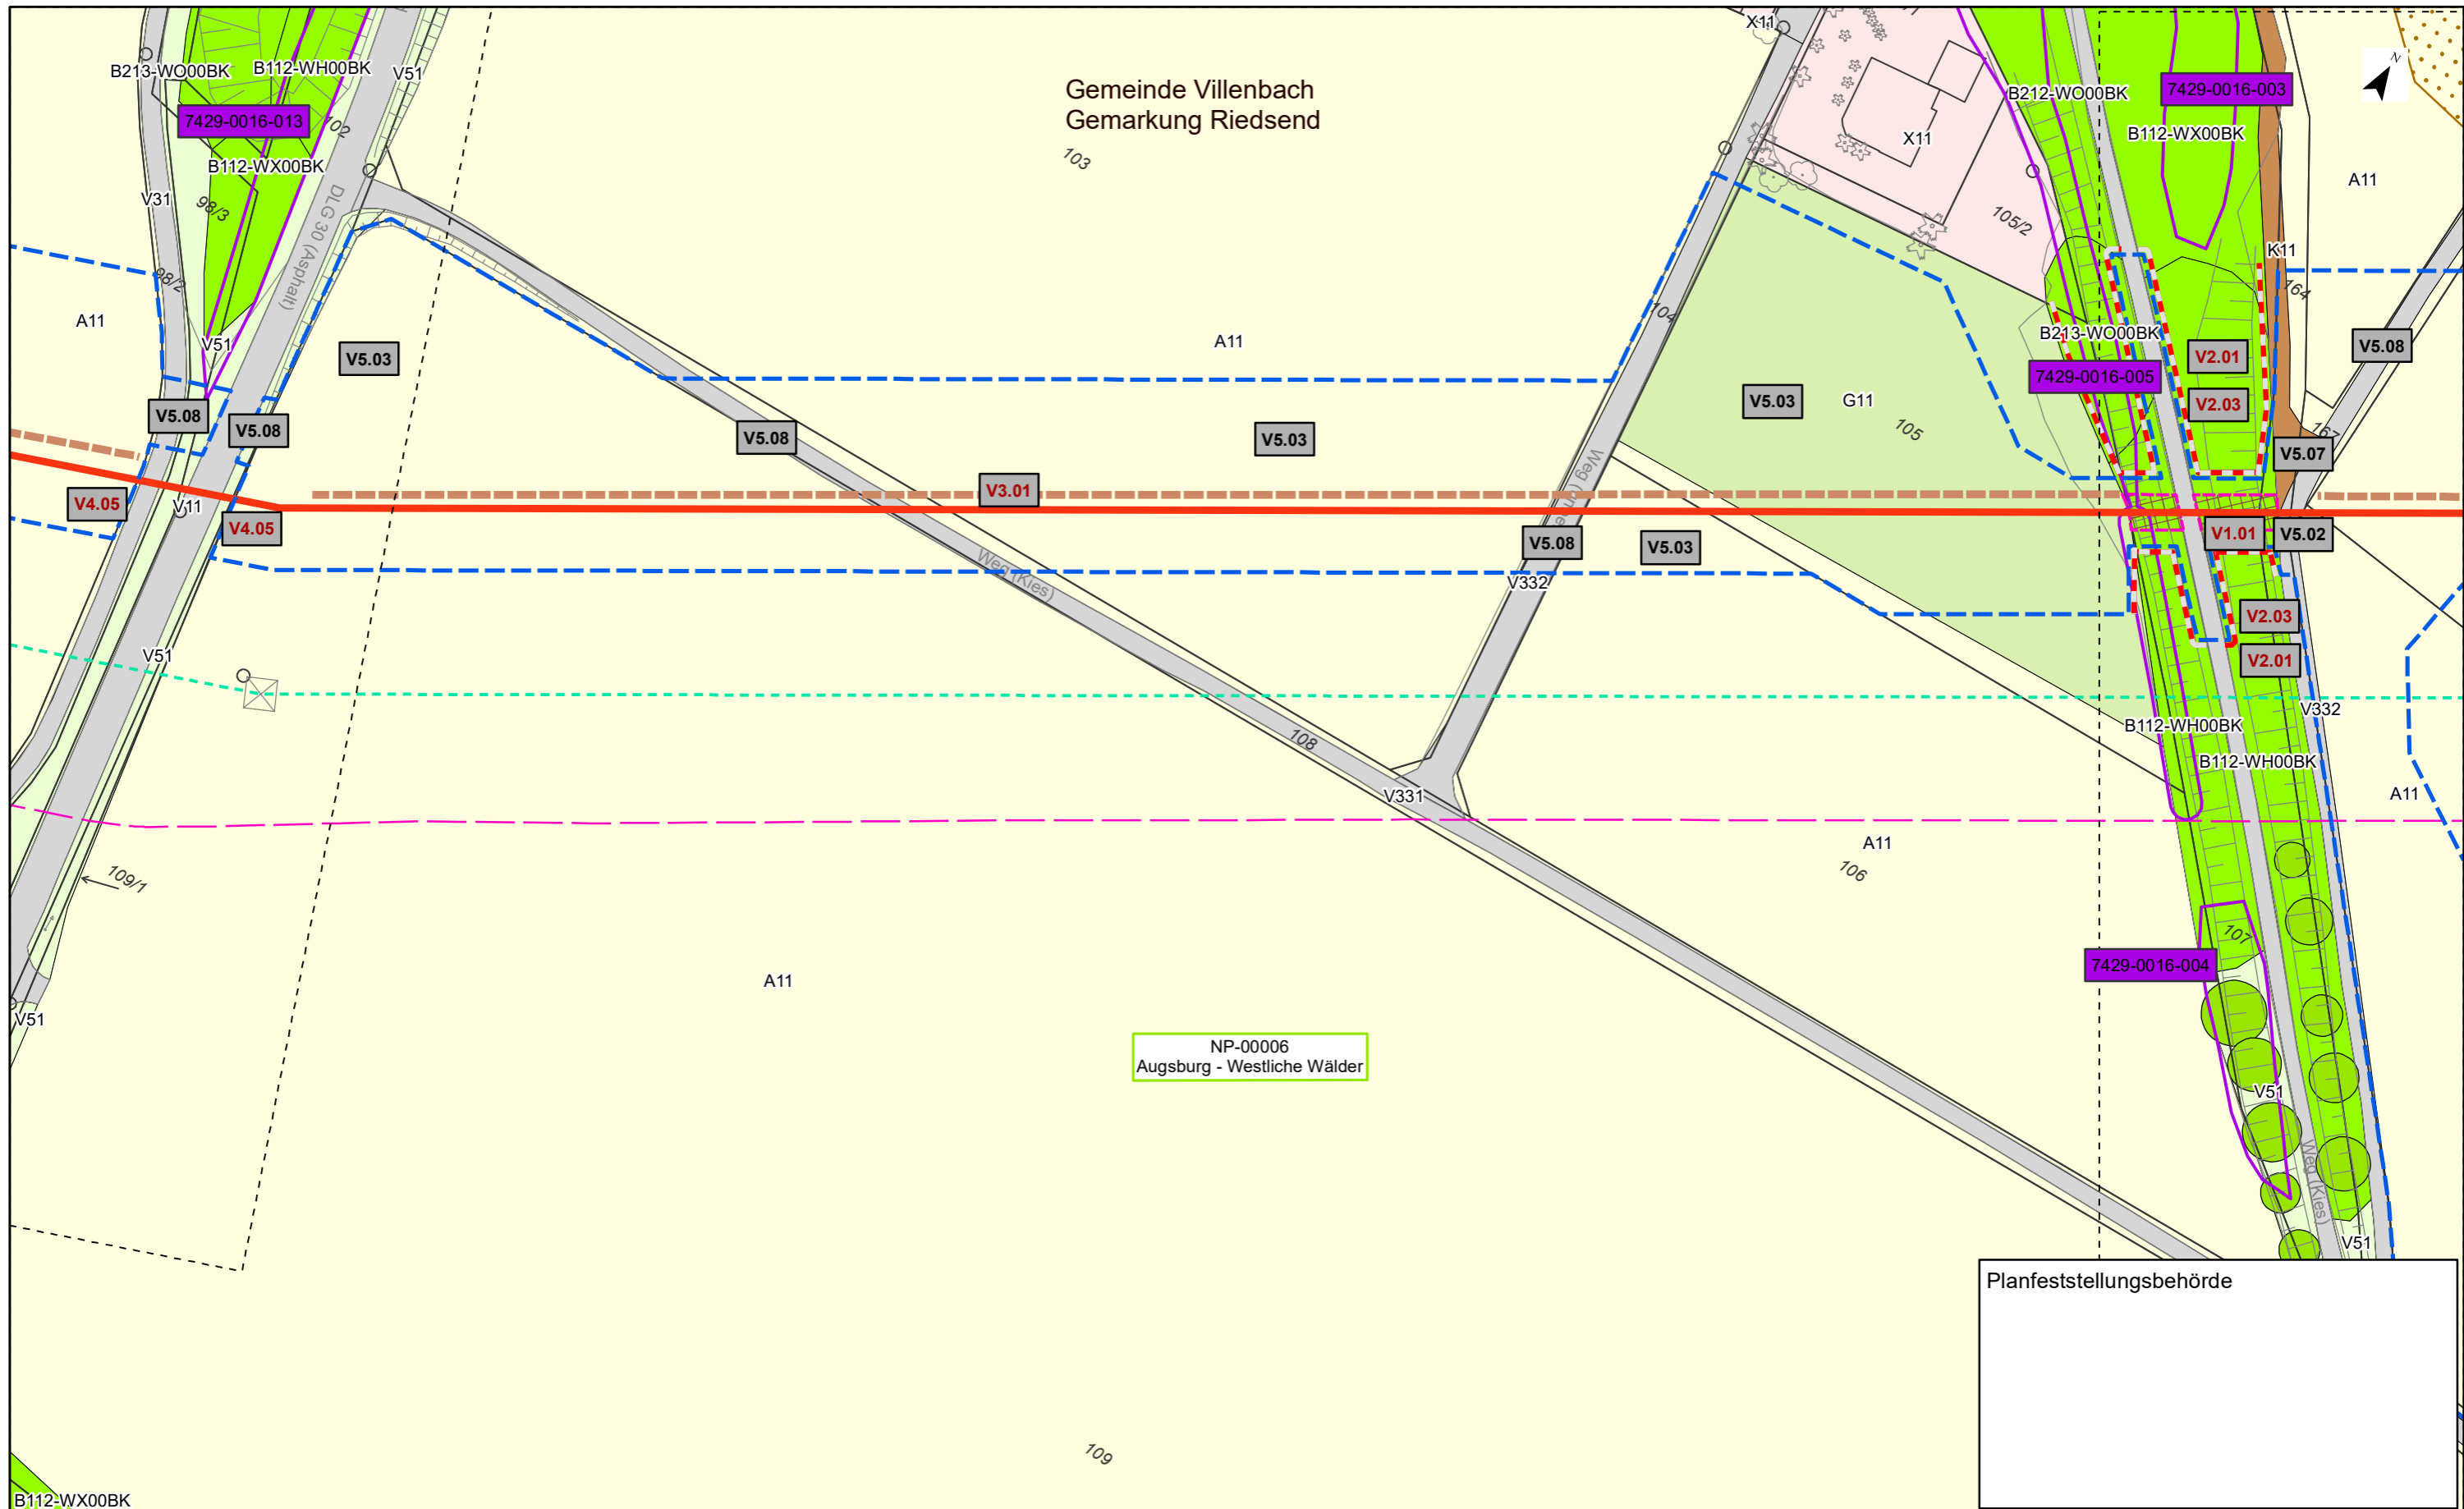 X11
B213-WO00BK
B112-WH00BK
V51
Gemeinde Villenbach
Gemarkung Riedsend
7429-0016-003
B212-WO00BK
N
7429-0016-013
102
B112-WX00BK
103
X11
B112-WX00BK
A11
V31
98/3
DLG 30 (Asphalt)
105/2
K11
98/2
164
A11
V51
V5.03
A11
104
B213-WO00BK
V2.01
V5.08
7429-0016-005
V5.08
V5.08
V5.08
V5.03
V5.03
G11
105
V2.03
167
V5.07
V4.05
V11
V4.05
V3.01
V5.08
V5.03
V1.01
V5.02
Weg (Kies)
V332
V2.03
V51
V2.01
V332
B112-WH00BK
108
B112-WH00BK
V331
A11
A11
106
109/1
107
7429-0016-004
A11
V51
NP-00006
Augsburg - Westliche Wälder
V51
Weg (Kies)
V51
Planfeststellungsbehörde
109
B112-WX00BK